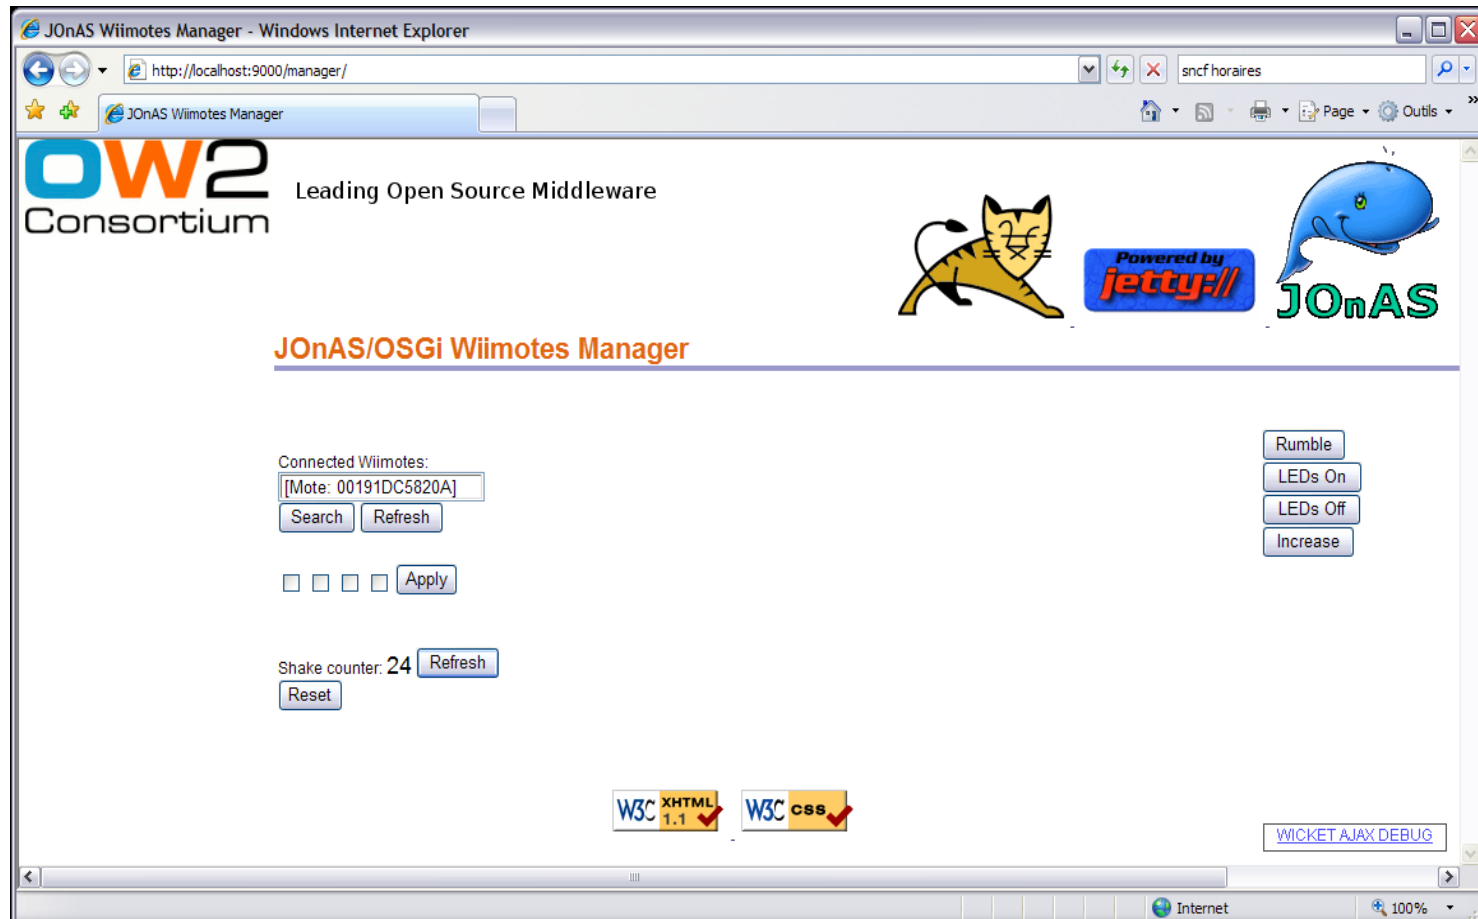 JOnAS Wiimotes Manager - Windows Internet Explorer
http://localhost:9000/manager/
sncf horaires
JOnAS Wiimotes Manager
Page
Outils
OW2
Consortium
Leading Open Source Middleware
Powered by
jetty://
JOnAS
JOnAS/OSGi Wiimotes Manager
Connected Wiimotes:
[Mote: 00191DC5820A]
Search Refresh
Rumble
LEDs On
LEDs Off
Increase
Apply
Shake counter: 24 Refresh
Reset
W3C XHTML 1.1
W3C css
WICKET AJAX DEBUG
Internet
100%